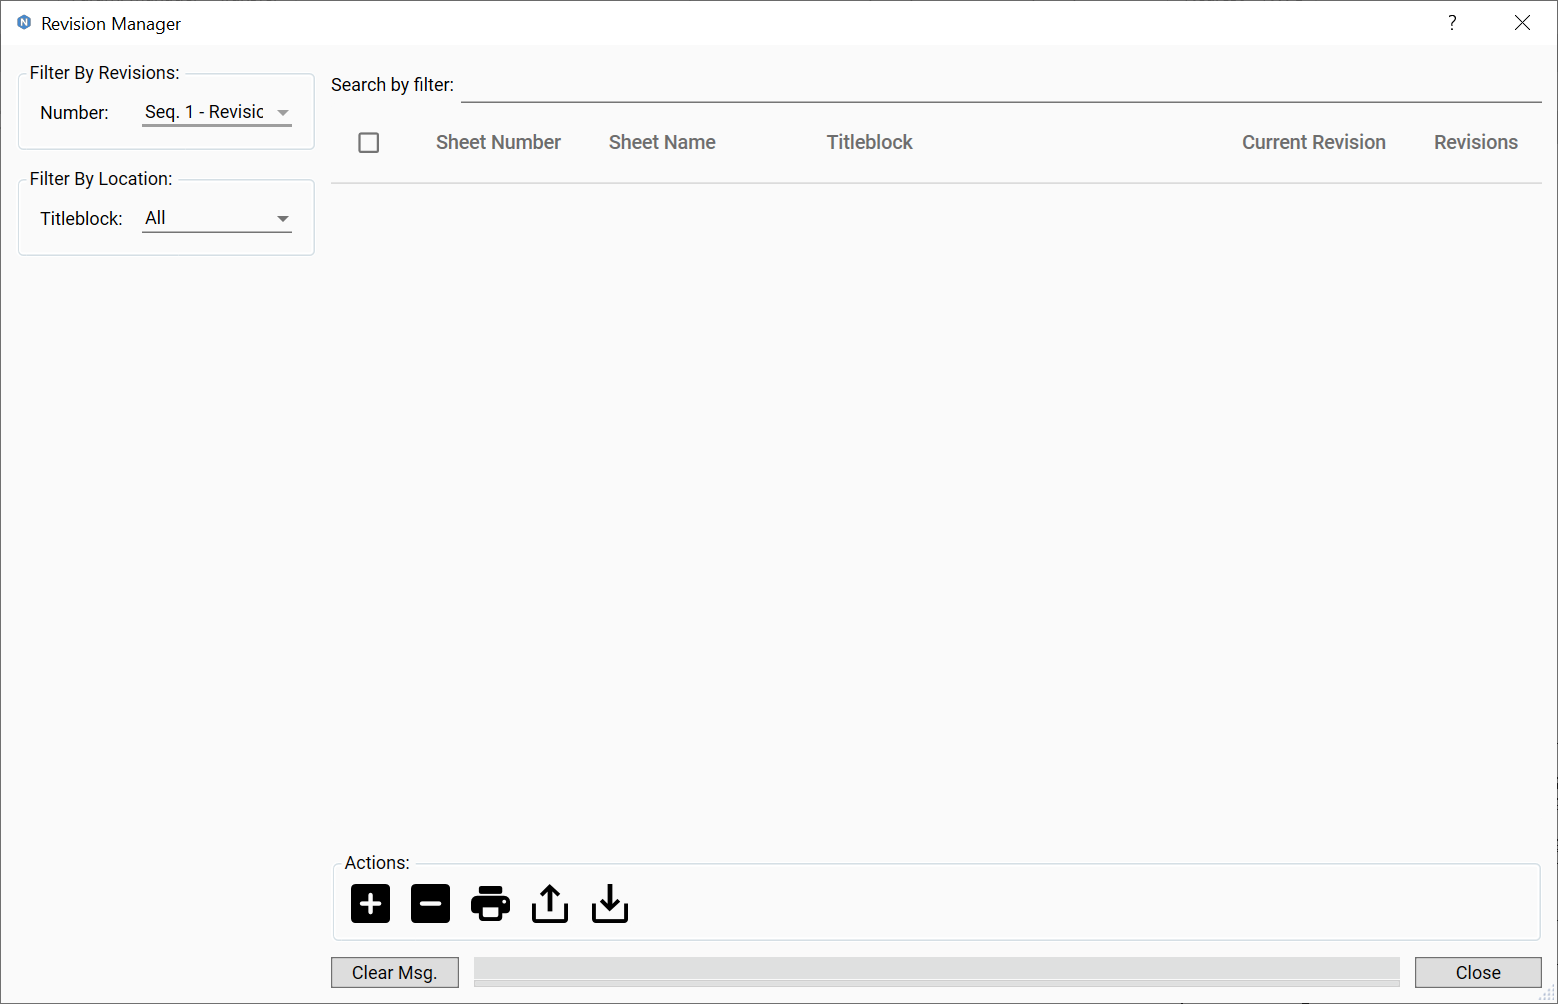 N Revision Manager ?
Filter By Revisions:
Number: Seq. 1 - Revisic
Filter By Location:
Titleblock: All
Search by filter:
Sheet Number Sheet Name Titleblock Current Revision Revisions
Actions:
Clear Msg. Close